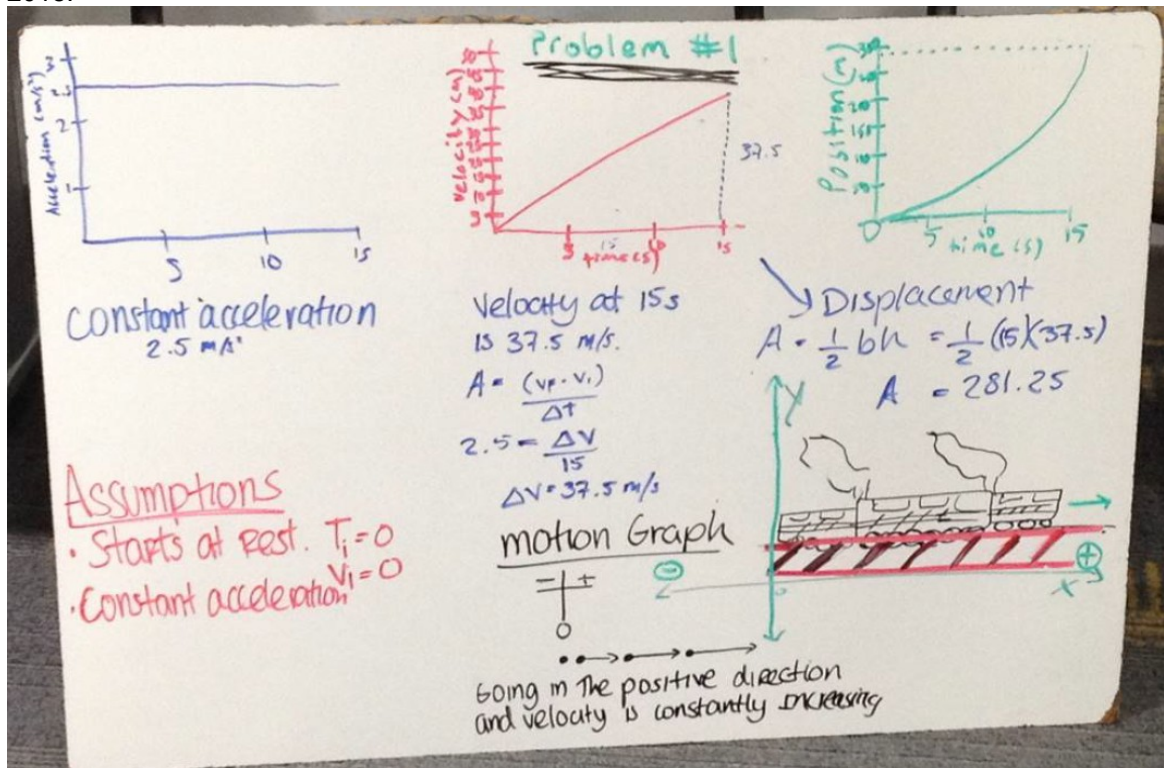 Problem #1
Acceleration (m/s²)
2
1
5
10
15
constant acceleration
2.5 m/s²
Velocity (m)
37.5
5
10
15
time(s)
Velocity at 15s
is 37.5 m/s.
A = (vf - vi)
Δt
2.5 = Δv
15
Δv = 37.5 m/s
Position (m)
0
5
10
15
time (s)
Displacement
A = 1/2 bh = 1/2 (15)(37.5)
A = 281.25
Assumptions
· Starts at Rest. Ti=0
Vi=0
· Constant acceleration
motion Graph
- +
0
Y
+
-
x
Going in The positive direction
and velocity is constantly Increasing